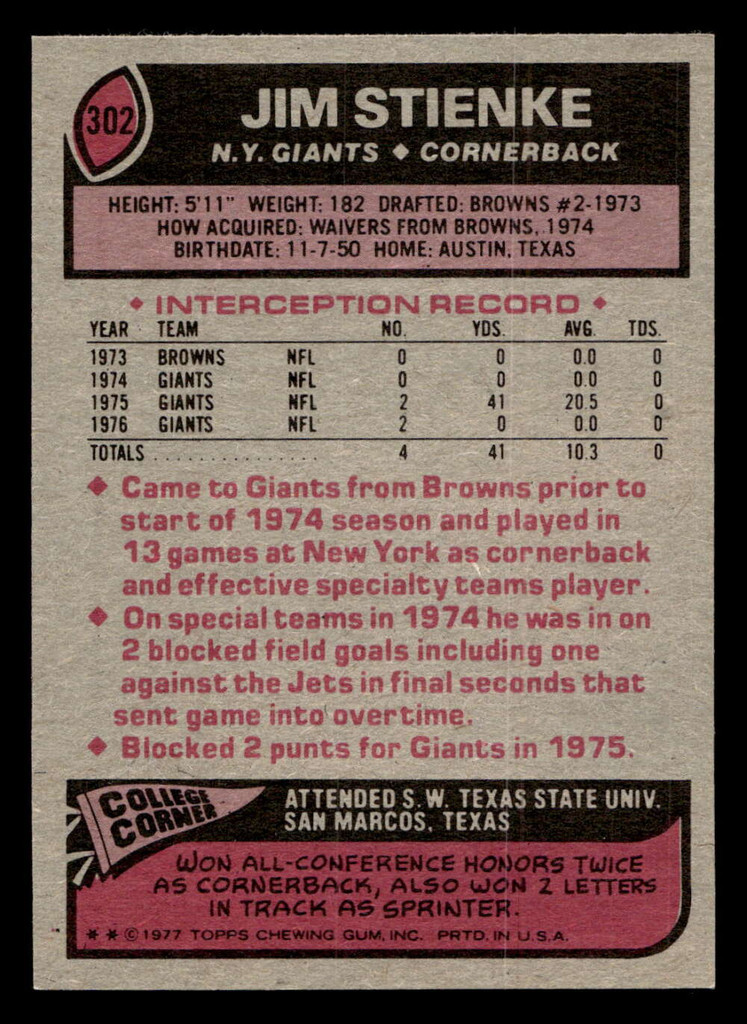 302
JIM STIENKE
N.Y. GIANTS ◆ CORNERBACK
HEIGHT: 5'11" WEIGHT: 182 DRAFTED: BROWNS #2-1973
HOW ACQUIRED: WAIVERS FROM BROWNS, 1974
BIRTHDATE: 11-7-50 HOME: AUSTIN, TEXAS
◆ INTERCEPTION RECORD ◆
YEAR TEAM NO. YDS. AVG. TDS.
1973 BROWNS NFL 0 0 0.0 0
1974 GIANTS NFL 0 0 0.0 0
1975 GIANTS NFL 2 41 20.5 0
1976 GIANTS NFL 2 0 0.0 0
TOTALS . . . . . . . . . . . . . . . 4 41 10.3 0
◆ Came to Giants from Browns prior to
start of 1974 season and played in
13 games at New York as cornerback
and effective specialty teams player.
◆ On special teams in 1974 he was in on
2 blocked field goals including one
against the Jets in final seconds that
sent game into overtime.
◆ Blocked 2 punts for Giants in 1975.
COLLEGE
CORNER
ATTENDED S.W. TEXAS STATE UNIV.
SAN MARCOS, TEXAS
WON ALL-CONFERENCE HONORS TWICE
AS CORNERBACK, ALSO WON 2 LETTERS
IN TRACK AS SPRINTER.
* * © 1977 TOPPS CHEWING GUM, INC. PRTD. IN U.S.A.